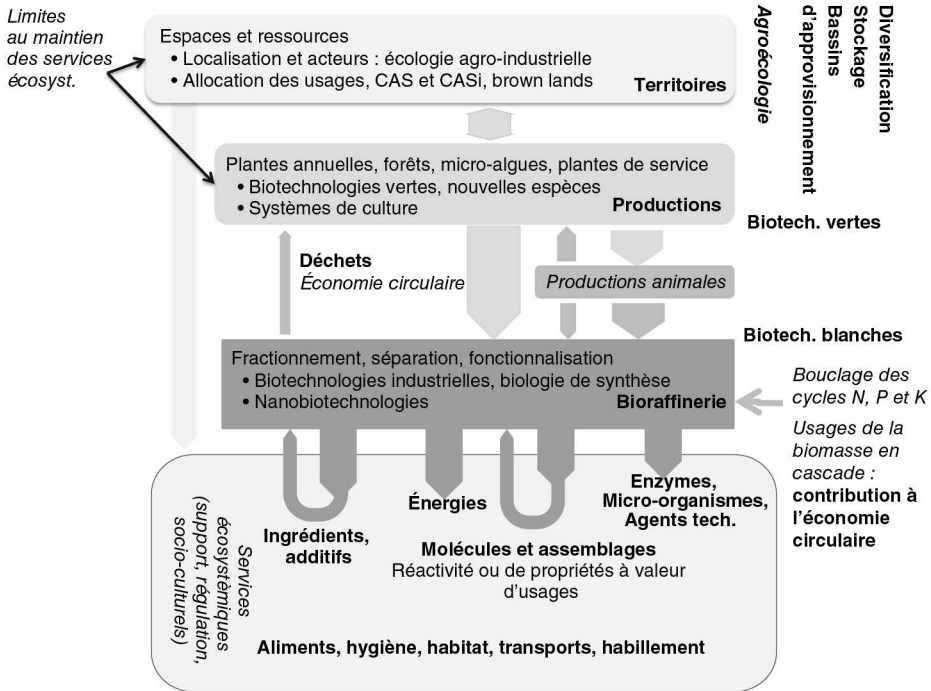 Limites
au maintien
des services
écosyst.
Espaces et ressources
• Localisation et acteurs : écologie agro-industrielle
• Allocation des usages, CAS et CASi, brown lands
Territoires
Agroécologie
Diversification
Stockage
Bassins
d'approvisionnement
Plantes annuelles, forêts, micro-algues, plantes de service
• Biotechnologies vertes, nouvelles espèces
• Systèmes de culture
Productions
Biotech. vertes
Déchets
Économie circulaire
Productions animales
Biotech. blanches
Fractionnement, séparation, fonctionnalisation
• Biotechnologies industrielles, biologie de synthèse
• Nanobiotechnologies
Bioraffinerie
Bouclage des
cycles N, P et K
Usages de la
biomasse en
cascade :
contribution à
l'économie
circulaire
Services
écosystèmiques
(support, régulation,
socio-culturels)
Ingrédients,
additifs
Énergies
Molécules et assemblages
Réactivité ou de propriétés à valeur
d'usages
Enzymes,
Micro-organismes,
Agents tech.
Aliments, hygiène, habitat, transports, habillement